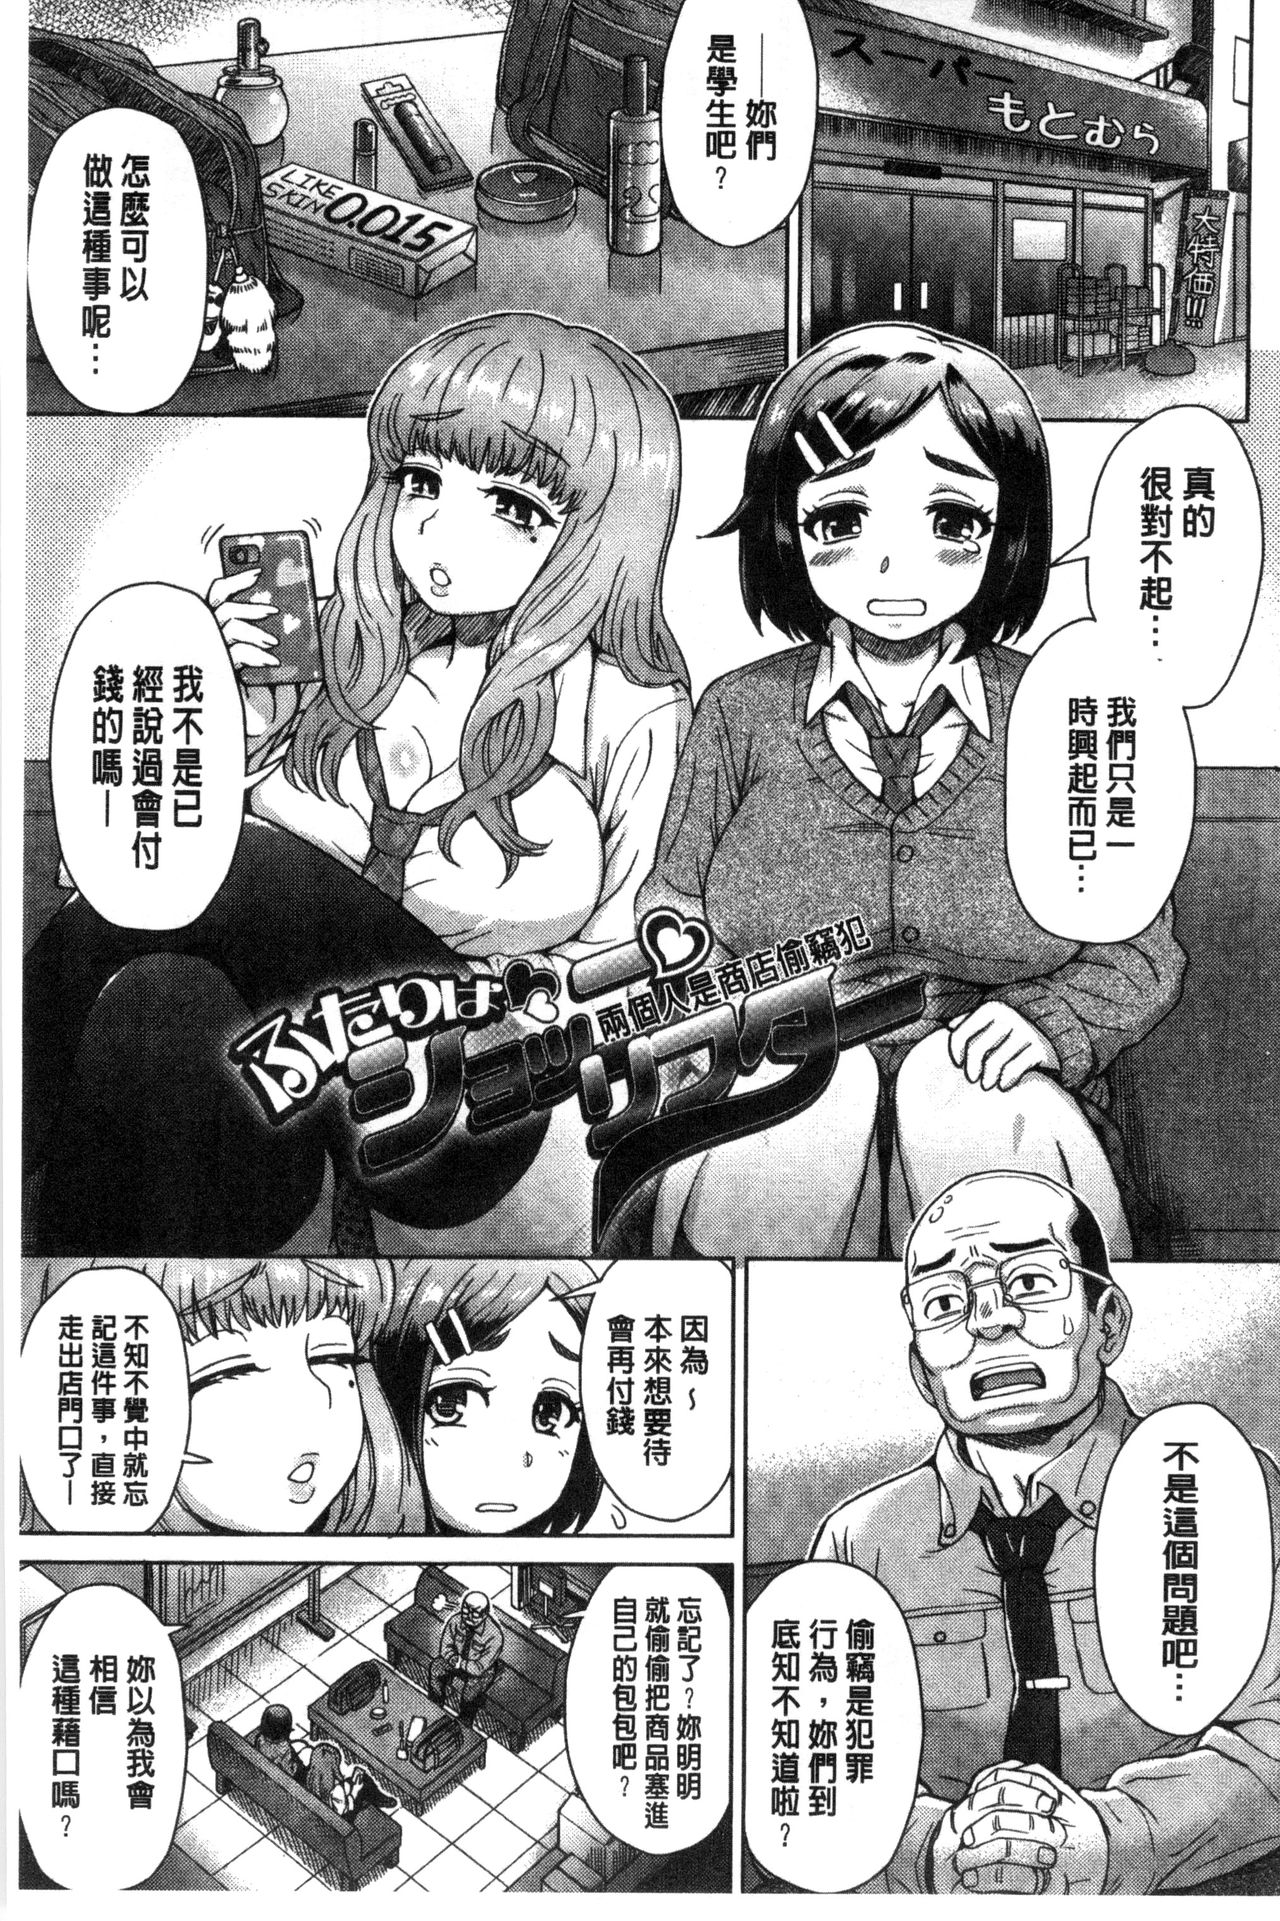 スーパー
もとむら
大特価!!!
――妳們
是學生吧?
LIKE
SKIN 0.015
怎麼可以
做這種事呢…
真的
很對不起…
我們只是一
時興起而已…
我不是已
經說過會付
錢的嗎―
ふたりは
ショップリフター
兩個人是商店偷竊犯
不是這個問題吧…
偷竊是犯罪
行為,妳們到
底知不知道啦?
因為~
本來想要待
會再付錢
不知不覺中就忘
記這件事,直接
走出店門口了―
忘記了?妳明明
就偷偷把商品塞進
自己的包包吧?
妳以為我會
相信
這種藉口嗎?